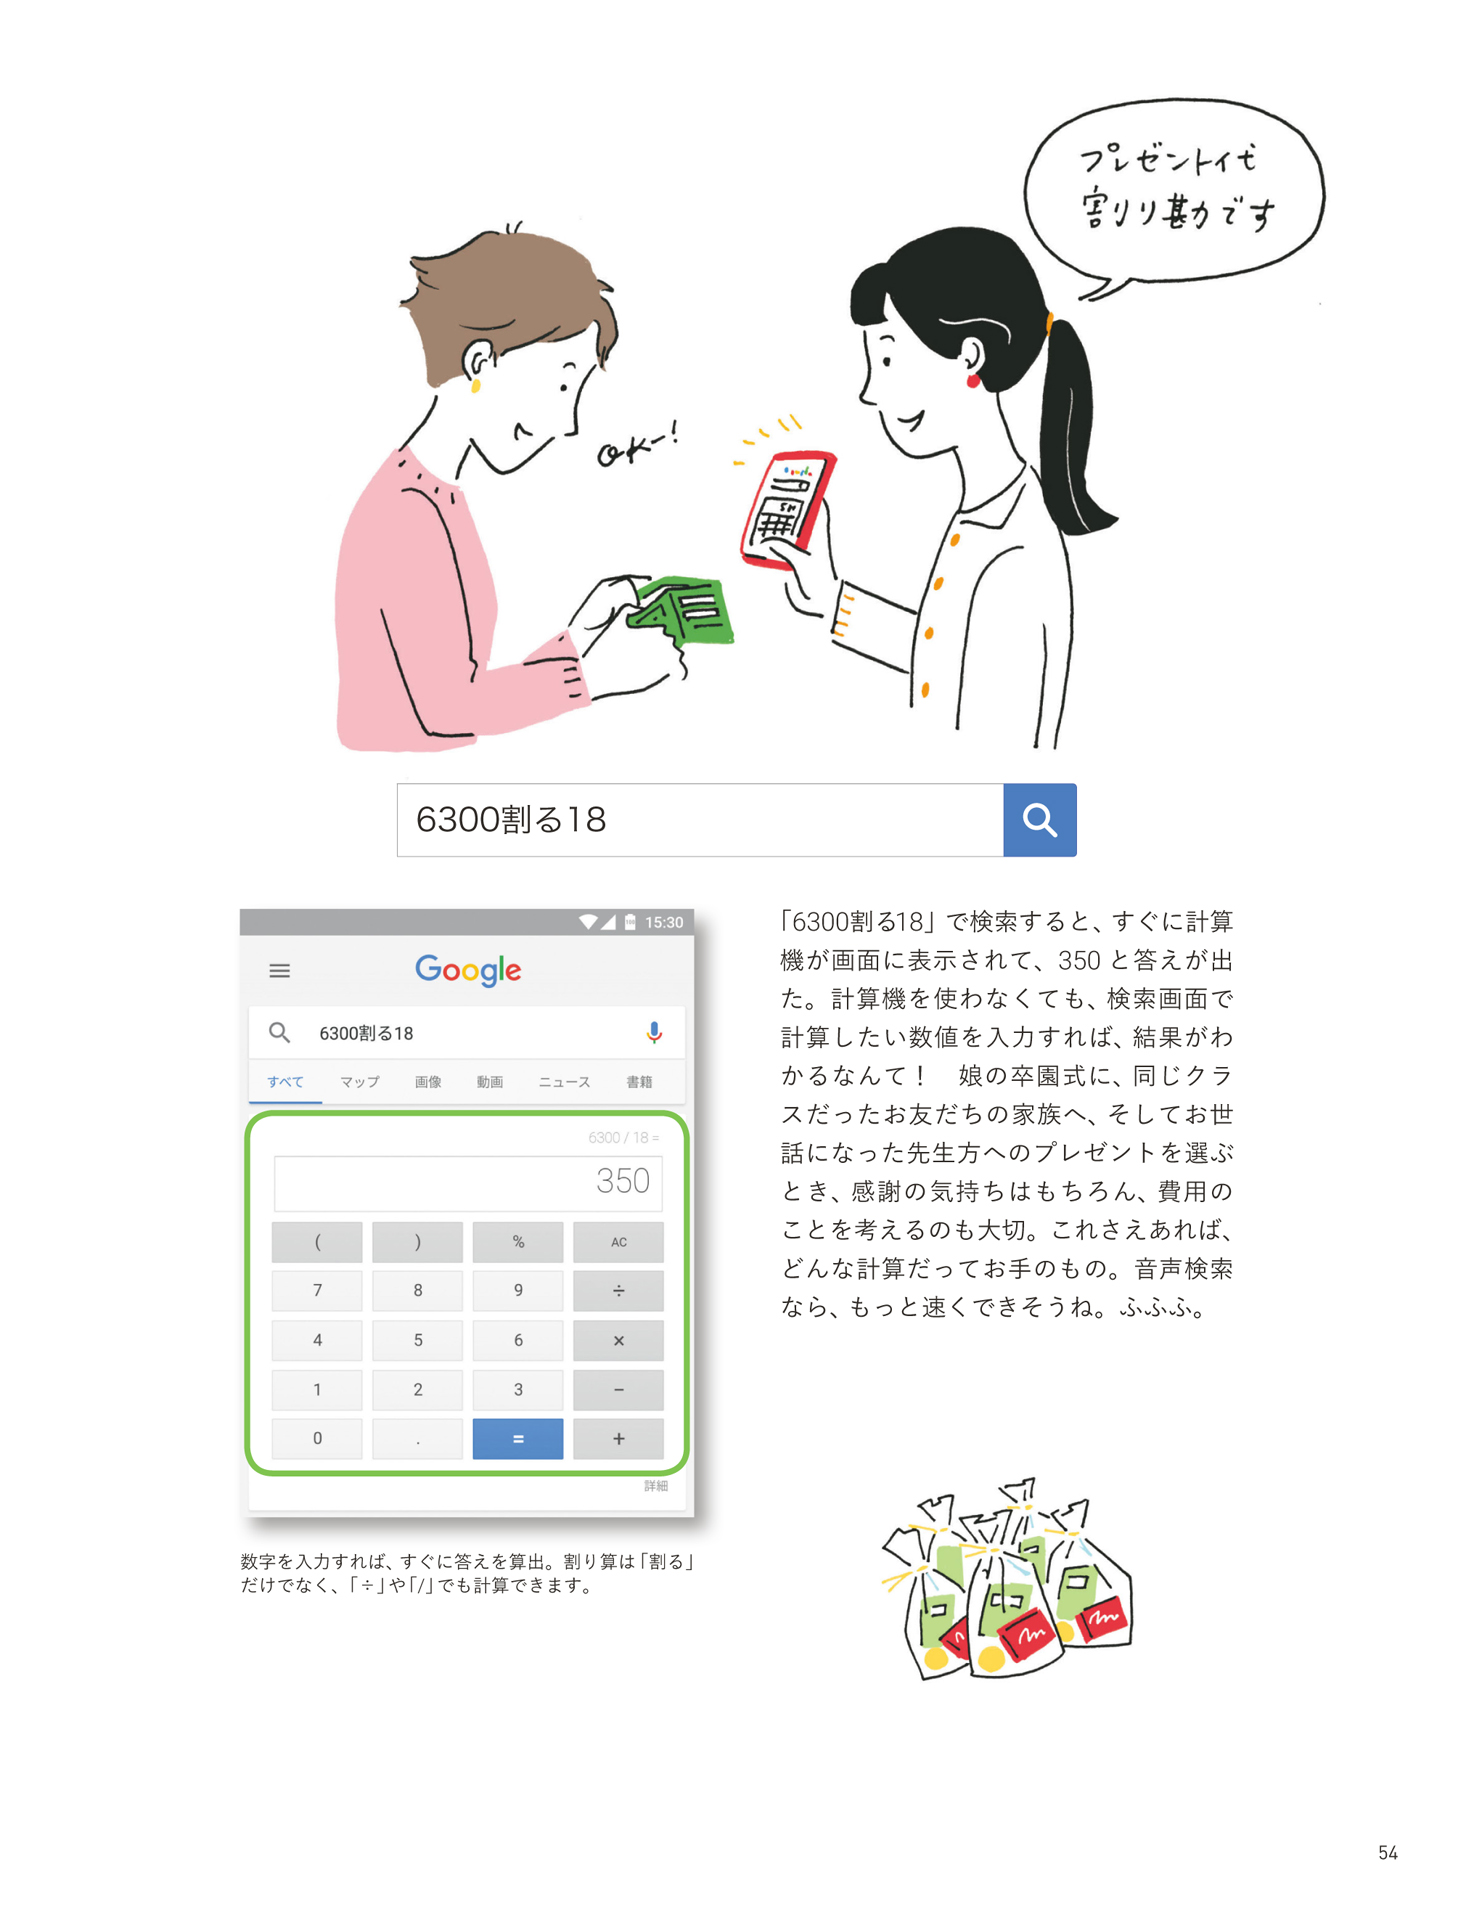 プレゼント代も
割りり勘です
OKー!
6300割る18
15:30
Google
6300割る18
すべて マップ 画像 動画 ニュース 書籍
6300 / 18 =
350
( ) % AC
7 8 9 ÷
4 5 6 ×
1 2 3 −
0 . = +
詳細
数字を入力すれば、すぐに答えを算出。割り算は「割る」
だけでなく、「÷」や「/」でも計算できます。
「6300割る18」で検索すると、すぐに計算
機が画面に表示されて、350 と答えが出
た。計算機を使わなくても、検索画面で
計算したい数値を入力すれば、結果がわ
かるなんて！　娘の卒園式に、同じクラ
スだったお友だちの家族へ、そしてお世
話になった先生方へのプレゼントを選ぶ
とき、感謝の気持ちはもちろん、費用の
ことを考えるのも大切。これさえあれば、
どんな計算だってお手のもの。音声検索
なら、もっと速くできそうね。ふふふ。
54